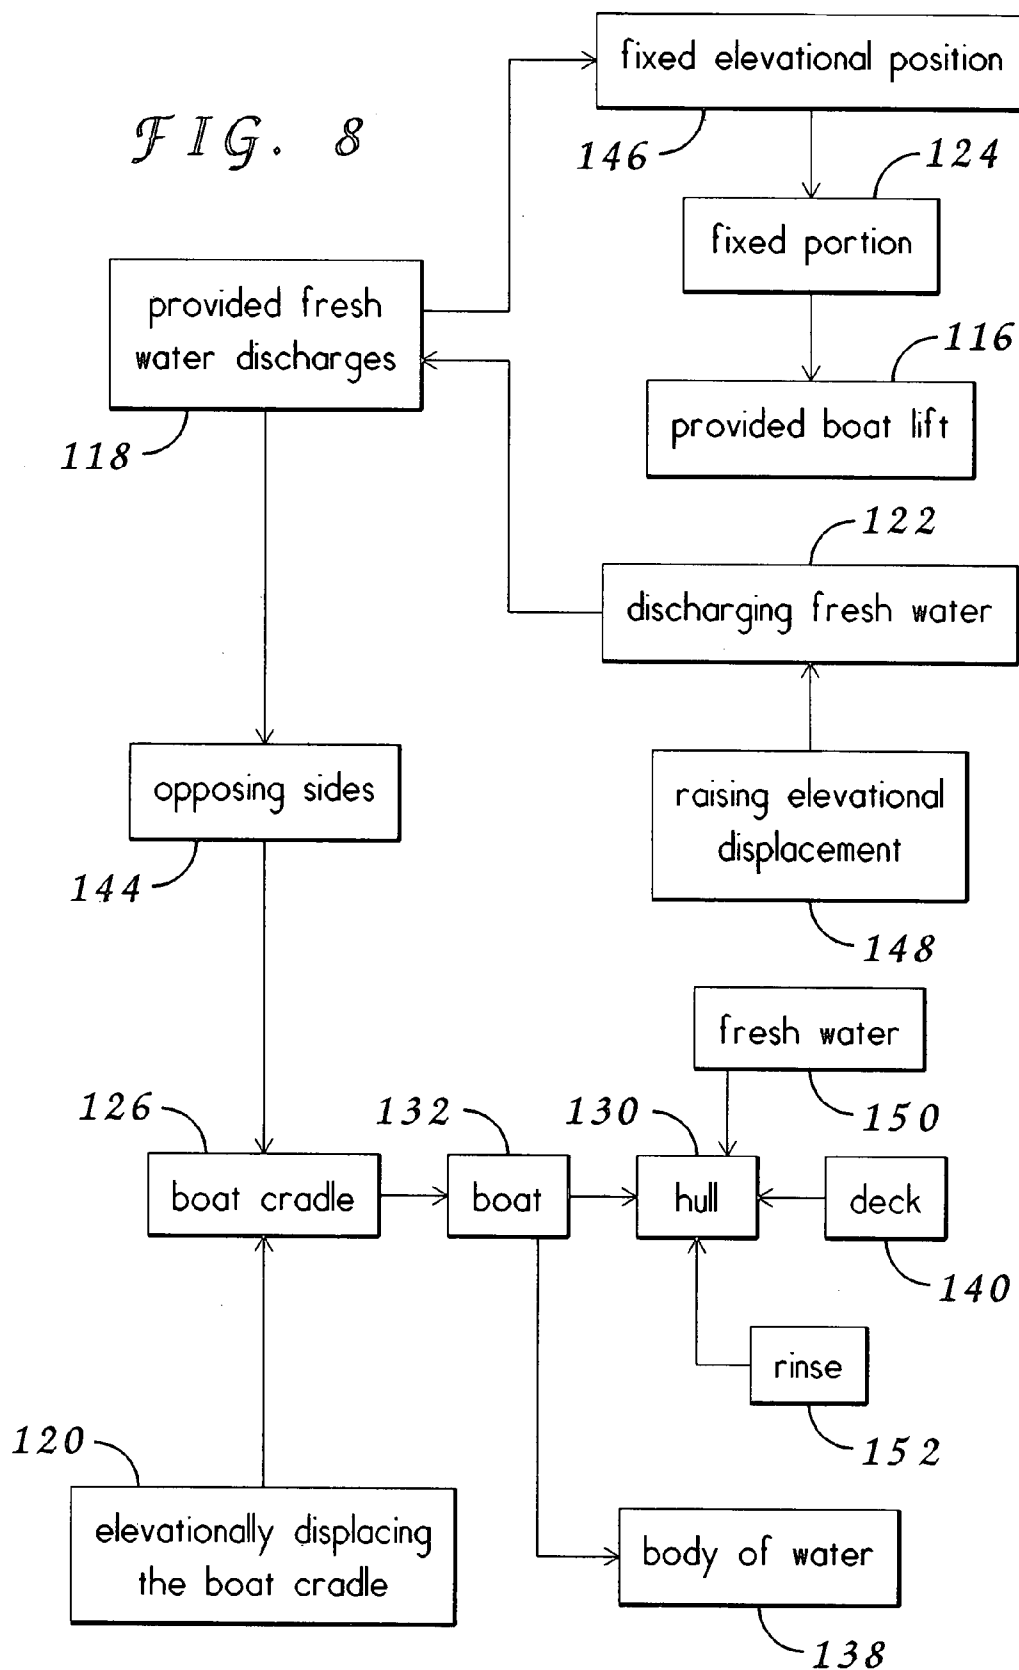 FIG. 8
fixed elevational position
146
124
fixed portion
116
provided boat lift
provided fresh
water discharges
118
122
discharging fresh water
opposing sides
144
raising elevational
displacement
148
fresh water
150
126
132
130
boat cradle
boat
hull
deck
140
rinse
152
120
elevationally displacing
the boat cradle
body of water
138